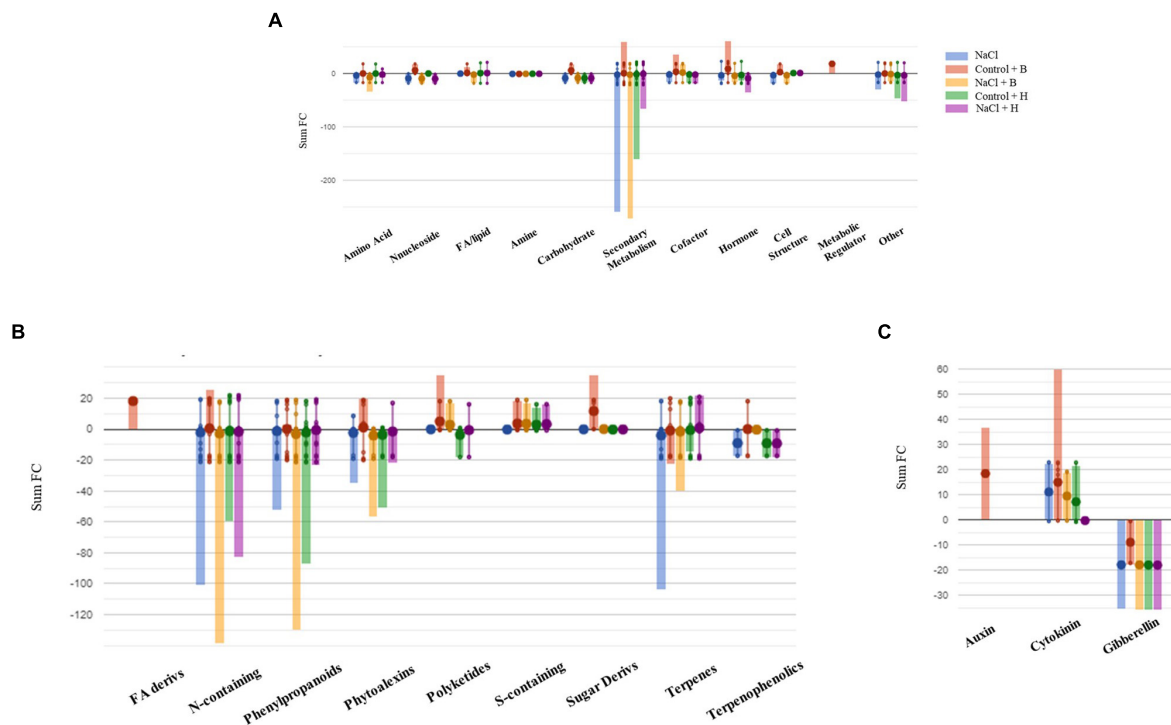 A
NaCl
Control + B
NaCl + B
Control + H
NaCl + H
Sum FC
0
-100
-200
Amino Acid
Nnucleoside
FA/lipid
Amine
Carbohydrate
Secondary
Metabolism
Cofactor
Hormone
Cell
Structure
Metabolic
Regulator
Other
B
Sum FC
20
0
-20
-40
-60
-80
-100
-120
FA derivs
N-containing
Phenylpropanoids
Phytoalexins
Polyketides
S-containing
Sugar Derivs
Terpenes
Terpenophenolics
C
Sum FC
60
50
40
30
20
10
0
-10
-20
-30
Auxin
Cytokinin
Gibberellin